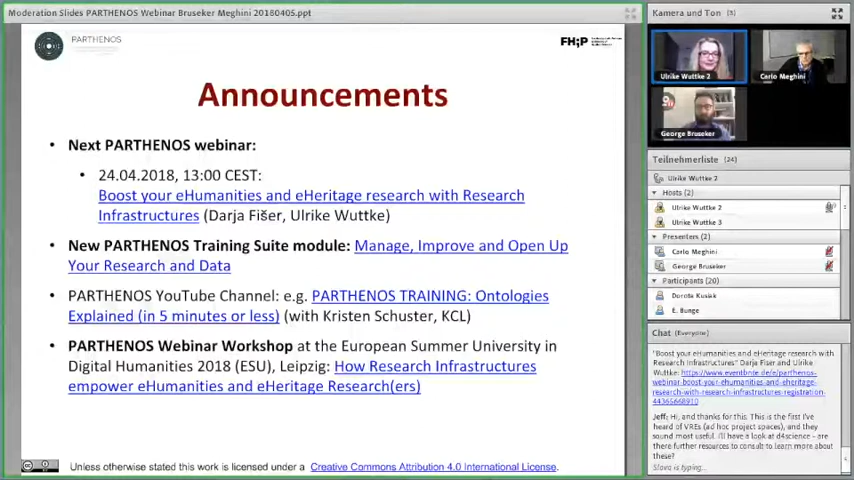 Moderation Slides PARTHENOS Webinar Bruseker Meghini 20180405.ppt
PARTHENOS
FH;P
Announcements
• Next PARTHENOS webinar:
• 24.04.2018, 13:00 CEST:
Boost your eHumanities and eHeritage research with Research
Infrastructures (Darja Fišer, Ulrike Wuttke)
• New PARTHENOS Training Suite module: Manage, Improve and Open Up
Your Research and Data
• PARTHENOS YouTube Channel: e.g. PARTHENOS TRAINING: Ontologies
Explained (in 5 minutes or less) (with Kristen Schuster, KCL)
• PARTHENOS Webinar Workshop at the European Summer University in
Digital Humanities 2018 (ESU), Leipzig: How Research Infrastructures
empower eHumanities and eHeritage Research(ers)
Unless otherwise stated this work is licensed under a Creative Commons Attribution 4.0 International License.
Kamera und Ton (3)
Ulrike Wuttke 2
Carlo Meghini
George Bruseker
Teilnehmerliste (24)
Ulrike Wuttke 2
Hosts (2)
Ulrike Wuttke 2
Ulrike Wuttke 3
Presenters (2)
Carlo Meghini
George Bruseker
Participants (20)
Dorota Kusiak
E. Bunge
Chat (Everyone)
"Boost your eHumanities and eHeritage research with
Research Infrastructures" Darja Fiser and Ulrike
Wuttke: https://www.eventbrite.de/e/parthenos-
webinar-boost-your-ehumanities-and-eheritage-
research-with-research-infrastructures-registration-
44365668910
Jeff: Hi, and thanks for this. This is the first I've
heard of VREs (ad hoc project spaces), and they
sound most useful. I'll have a look at d4science - are
there further resources to consult to learn more about
these?
Slava is typing...